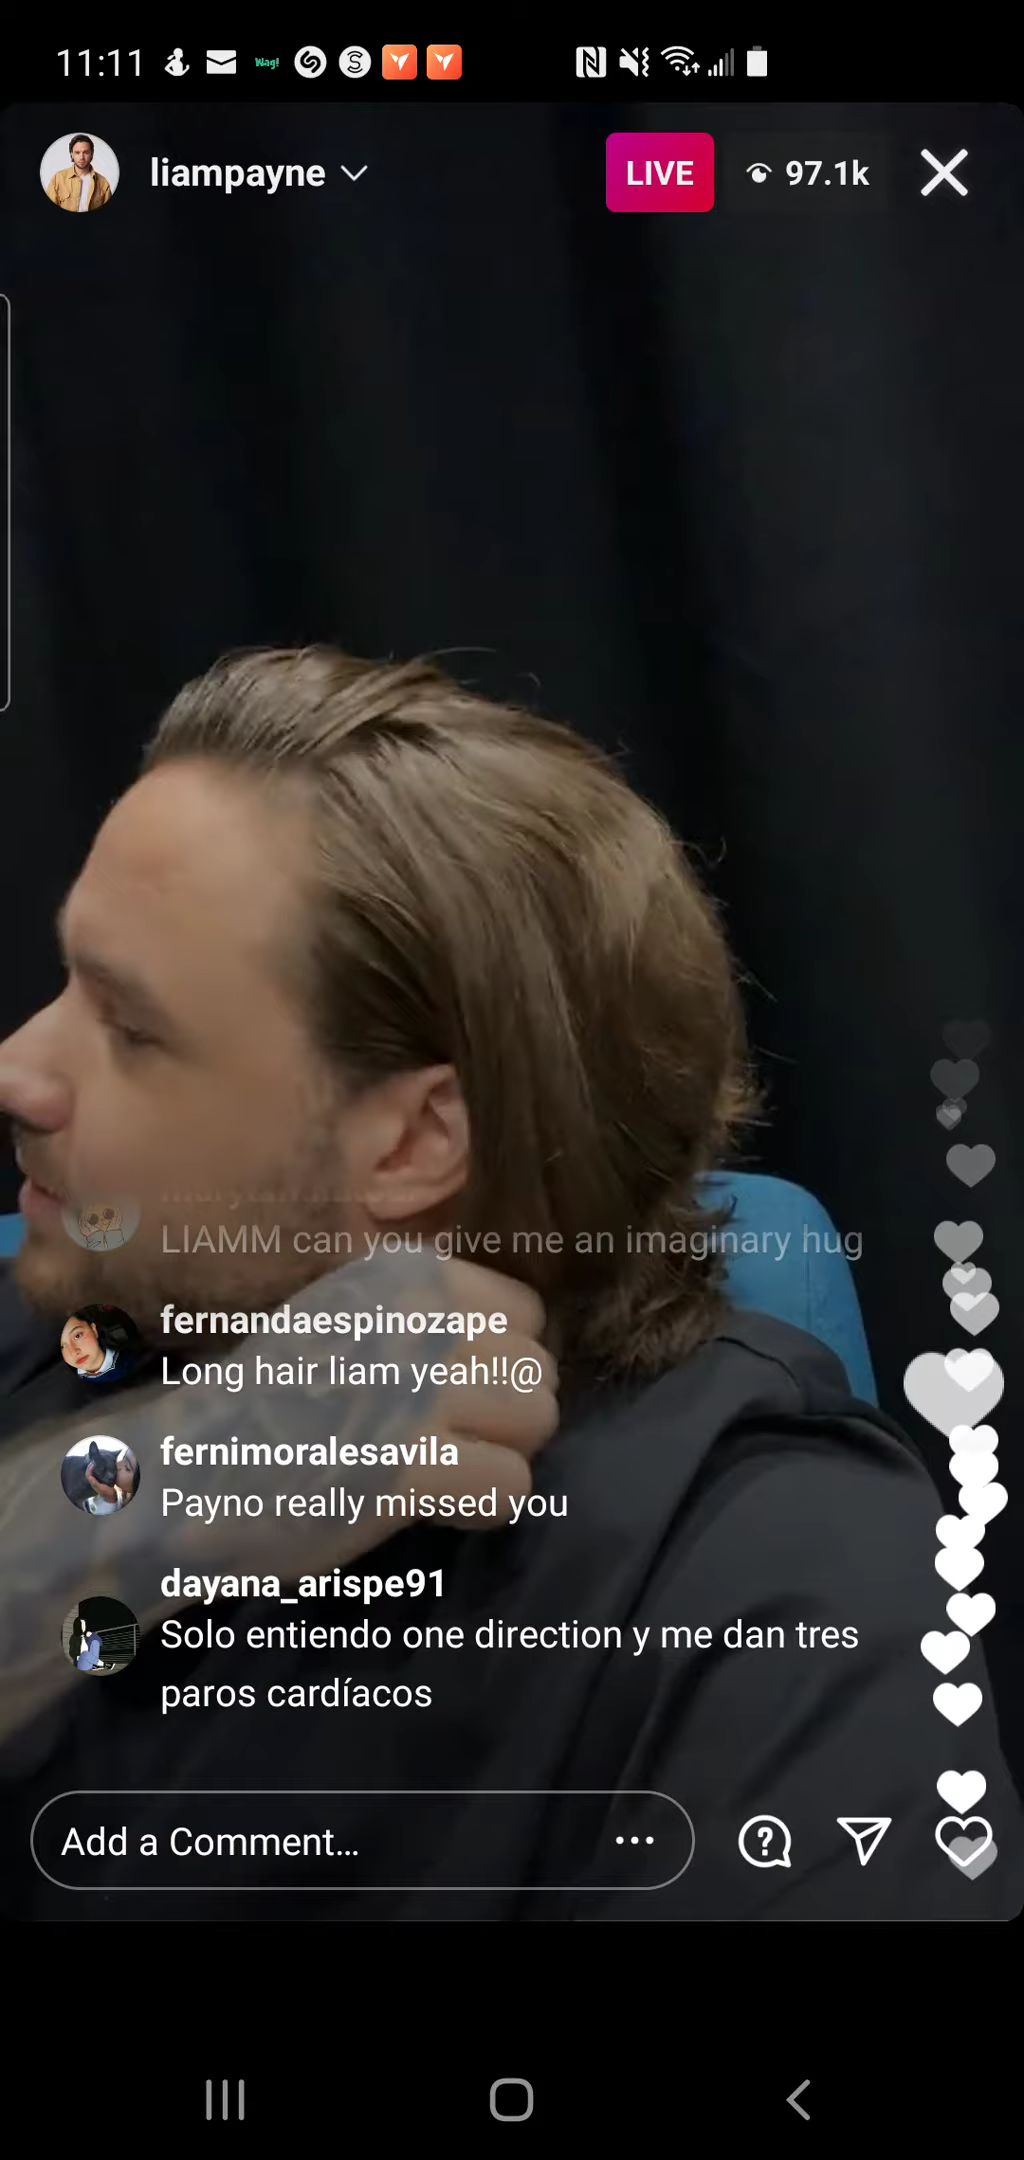 11:11
Wag!
liampayne
LIVE
97.1k
LIAMM can you give me an imaginary hug
fernandaespinozape
Long hair liam yeah!!@
fernimoralesavila
Payno really missed you
dayana_arispe91
Solo entiendo one direction y me dan tres
paros cardíacos
Add a Comment...